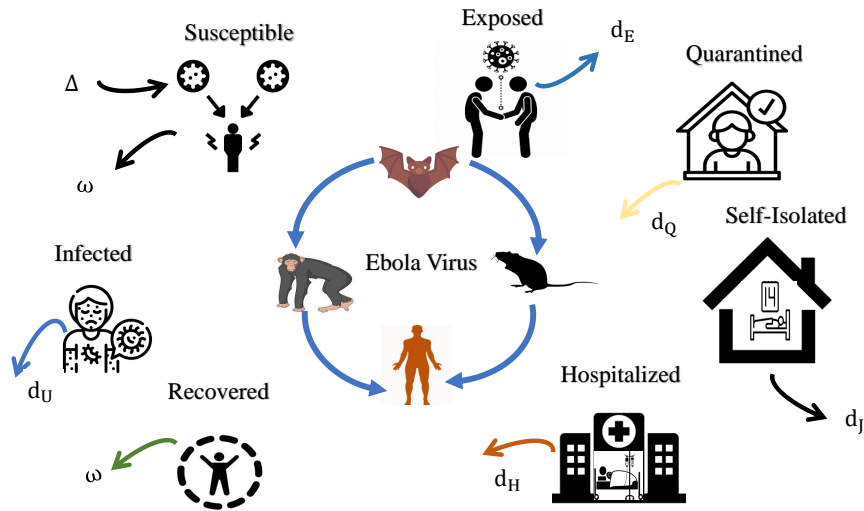 Exposed
Susceptible
d_E
Quarantined
Δ
ω
d_Q
Self-Isolated
Infected
Ebola Virus
14
d_U
Recovered
Hospitalized
d_J
ω
d_H